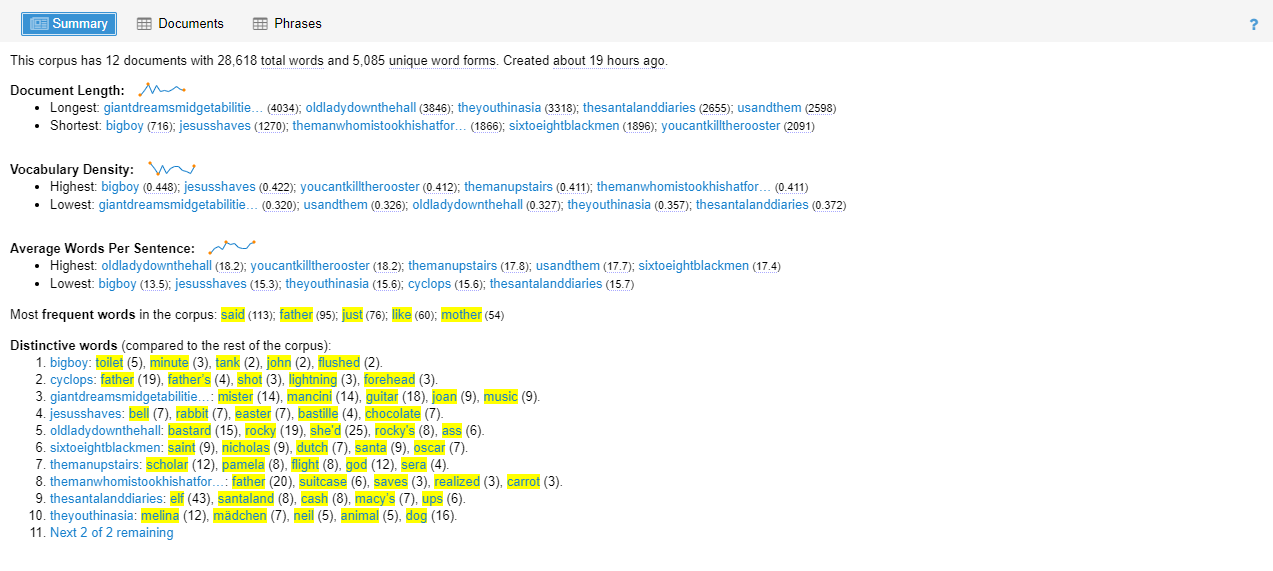 Summary Documents Phrases ?
This corpus has 12 documents with 28,618 total words and 5,085 unique word forms. Created about 19 hours ago.
Document Length:
• Longest: giantdreamsmidgetabilitie… (4034); oldladydownthehall (3846); theyouthinasia (3318); thesantalanddiaries (2655); usandthem (2598)
• Shortest: bigboy (716); jesusshaves (1270); themanwhomistookhishatfor… (1866); sixtoeightblackmen (1896); youcantkilltherooster (2091)
Vocabulary Density:
• Highest: bigboy (0.448); jesusshaves (0.422); youcantkilltherooster (0.412); themanupstairs (0.411); themanwhomistookhishatfor… (0.411)
• Lowest: giantdreamsmidgetabilitie… (0.320); usandthem (0.326); oldladydownthehall (0.327); theyouthinasia (0.357); thesantalanddiaries (0.372)
Average Words Per Sentence:
• Highest: oldladydownthehall (18.2); youcantkilltherooster (18.2); themanupstairs (17.8); usandthem (17.7); sixtoeightblackmen (17.4)
• Lowest: bigboy (13.5); jesusshaves (15.3); theyouthinasia (15.6); cyclops (15.6); thesantalanddiaries (15.7)
Most frequent words in the corpus: said (113); father (95); just (76); like (60); mother (54)
Distinctive words (compared to the rest of the corpus):
1. bigboy: toilet (5), minute (3), tank (2), john (2), flushed (2).
2. cyclops: father (19), father's (4), shot (3), lightning (3), forehead (3).
3. giantdreamsmidgetabilitie…: mister (14), mancini (14), guitar (18), joan (9), music (9).
4. jesusshaves: bell (7), rabbit (7), easter (7), bastille (4), chocolate (7).
5. oldladydownthehall: bastard (15), rocky (19), she'd (25), rocky's (8), ass (6).
6. sixtoeightblackmen: saint (9), nicholas (9), dutch (7), santa (9), oscar (7).
7. themanupstairs: scholar (12), pamela (8), flight (8), god (12), sera (4).
8. themanwhomistookhishatfor…: father (20), suitcase (6), saves (3), realized (3), carrot (3).
9. thesantalanddiaries: elf (43), santaland (8), cash (8), macy's (7), ups (6).
10. theyouthinasia: melina (12), mädchen (7), neil (5), animal (5), dog (16).
11. Next 2 of 2 remaining